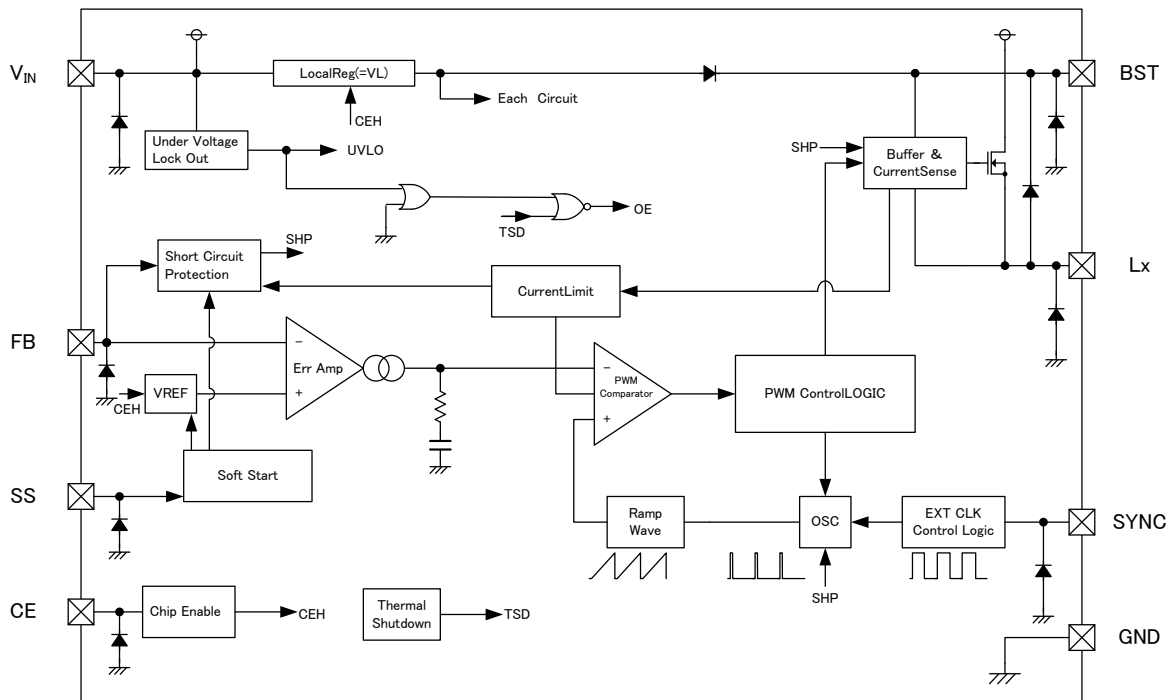 VIN
LocalReg(=VL)
BST
Each Circuit
CEH
Under Voltage
Lock Out
UVLO
SHP
Buffer &
CurrentSense
OE
TSD
SHP
Short Circuit
Protection
CurrentLimit
Lx
FB
−
Err Amp
+
CEH
VREF
−
PWM
Comparator
+
PWM ControlLOGIC
Soft Start
SS
Ramp
Wave
OSC
EXT CLK
Control Logic
SYNC
SHP
CE
Chip Enable
CEH
Thermal
Shutdown
TSD
GND